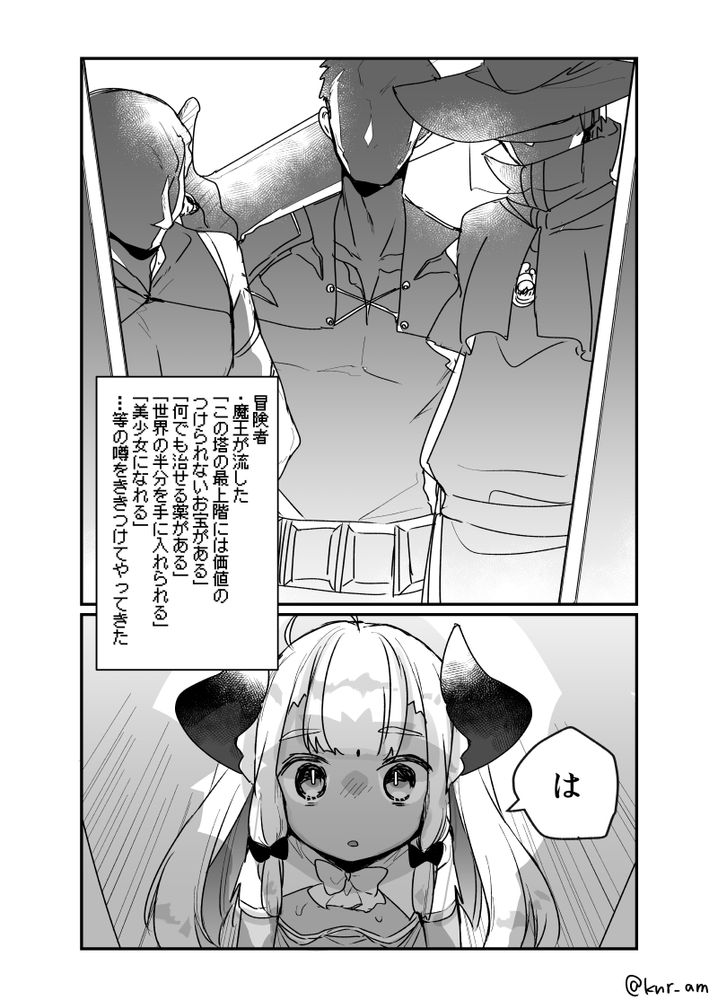 冒険者
・魔王が流した
「この塔の最上階には価値の
つけられないお宝がある」
「何でも治せる薬がある」
「世界の半分を手に入れられる」
「美少女になれる」
…等の噂をききつけてやってきた
は
@knr_am